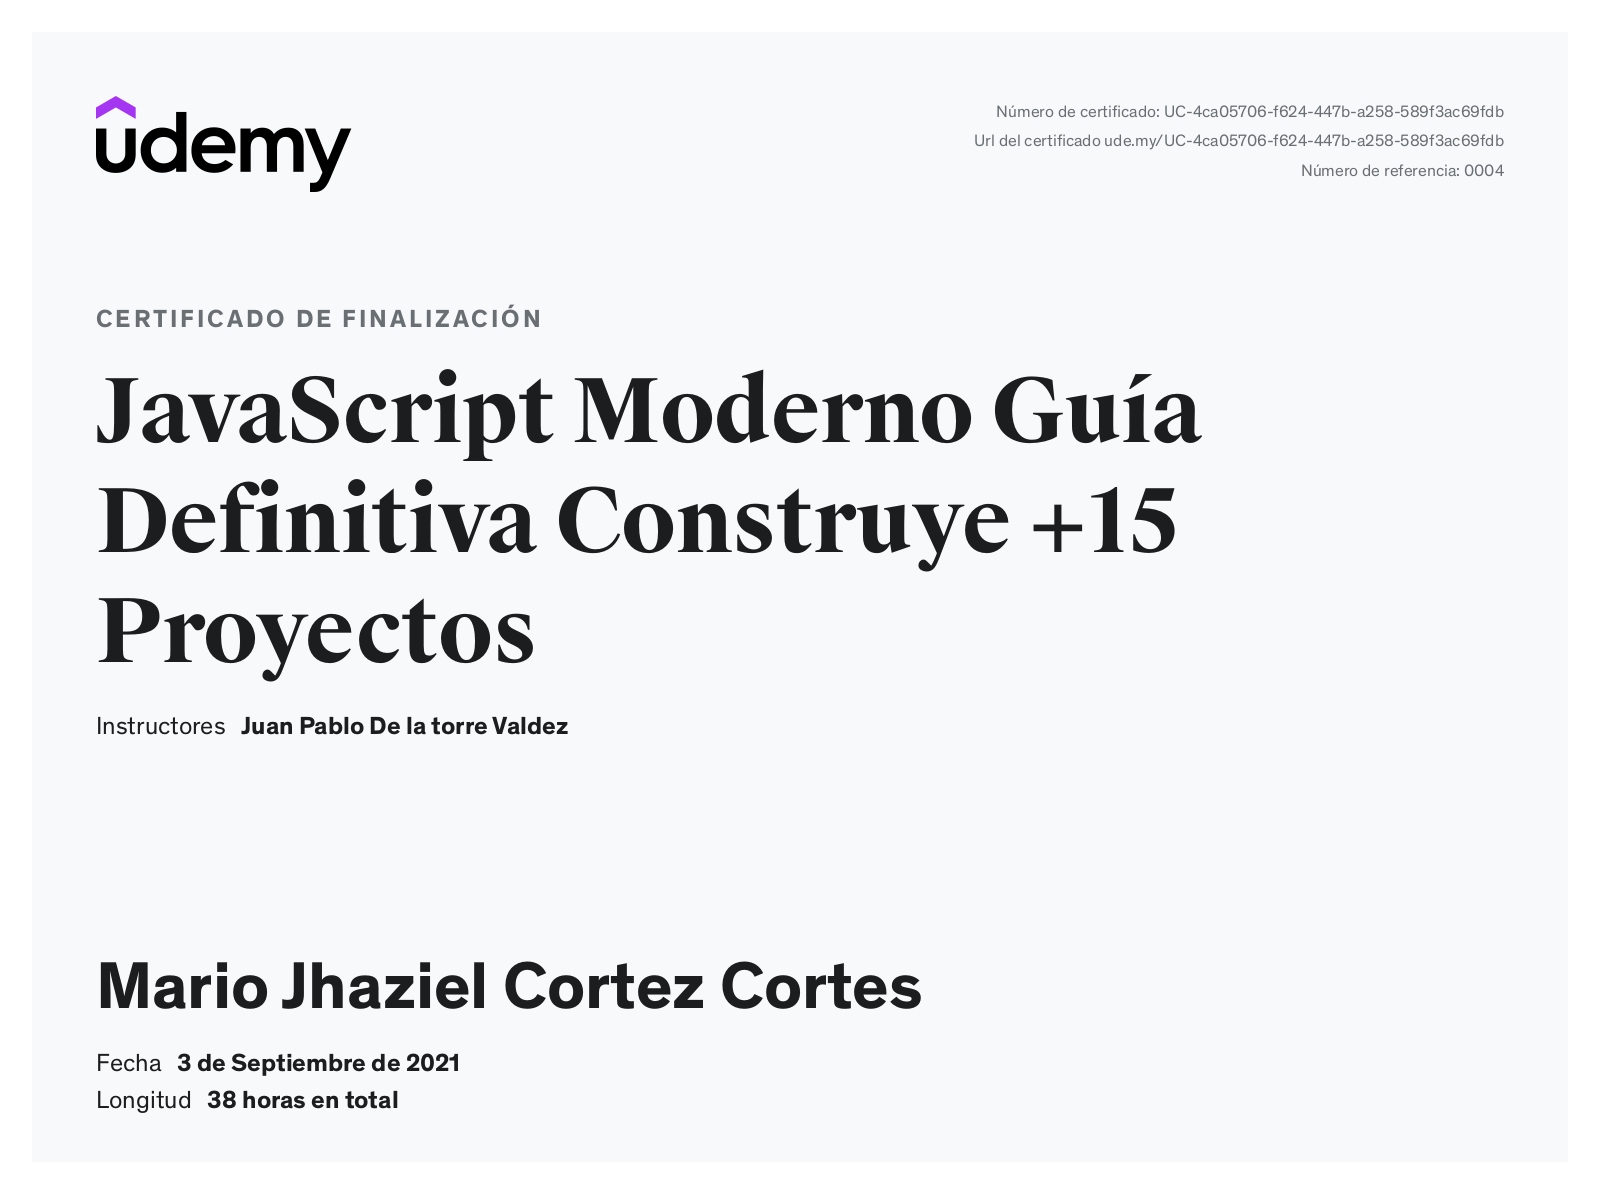 udemy
Número de certificado: UC-4ca05706-f624-447b-a258-589f3ac69fdb
Url del certificado ude.my/UC-4ca05706-f624-447b-a258-589f3ac69fdb
Número de referencia: 0004
CERTIFICADO DE FINALIZACIÓN
JavaScript Moderno Guía
Definitiva Construye +15
Proyectos
Instructores Juan Pablo De la torre Valdez
Mario Jhaziel Cortez Cortes
Fecha 3 de Septiembre de 2021
Longitud 38 horas en total